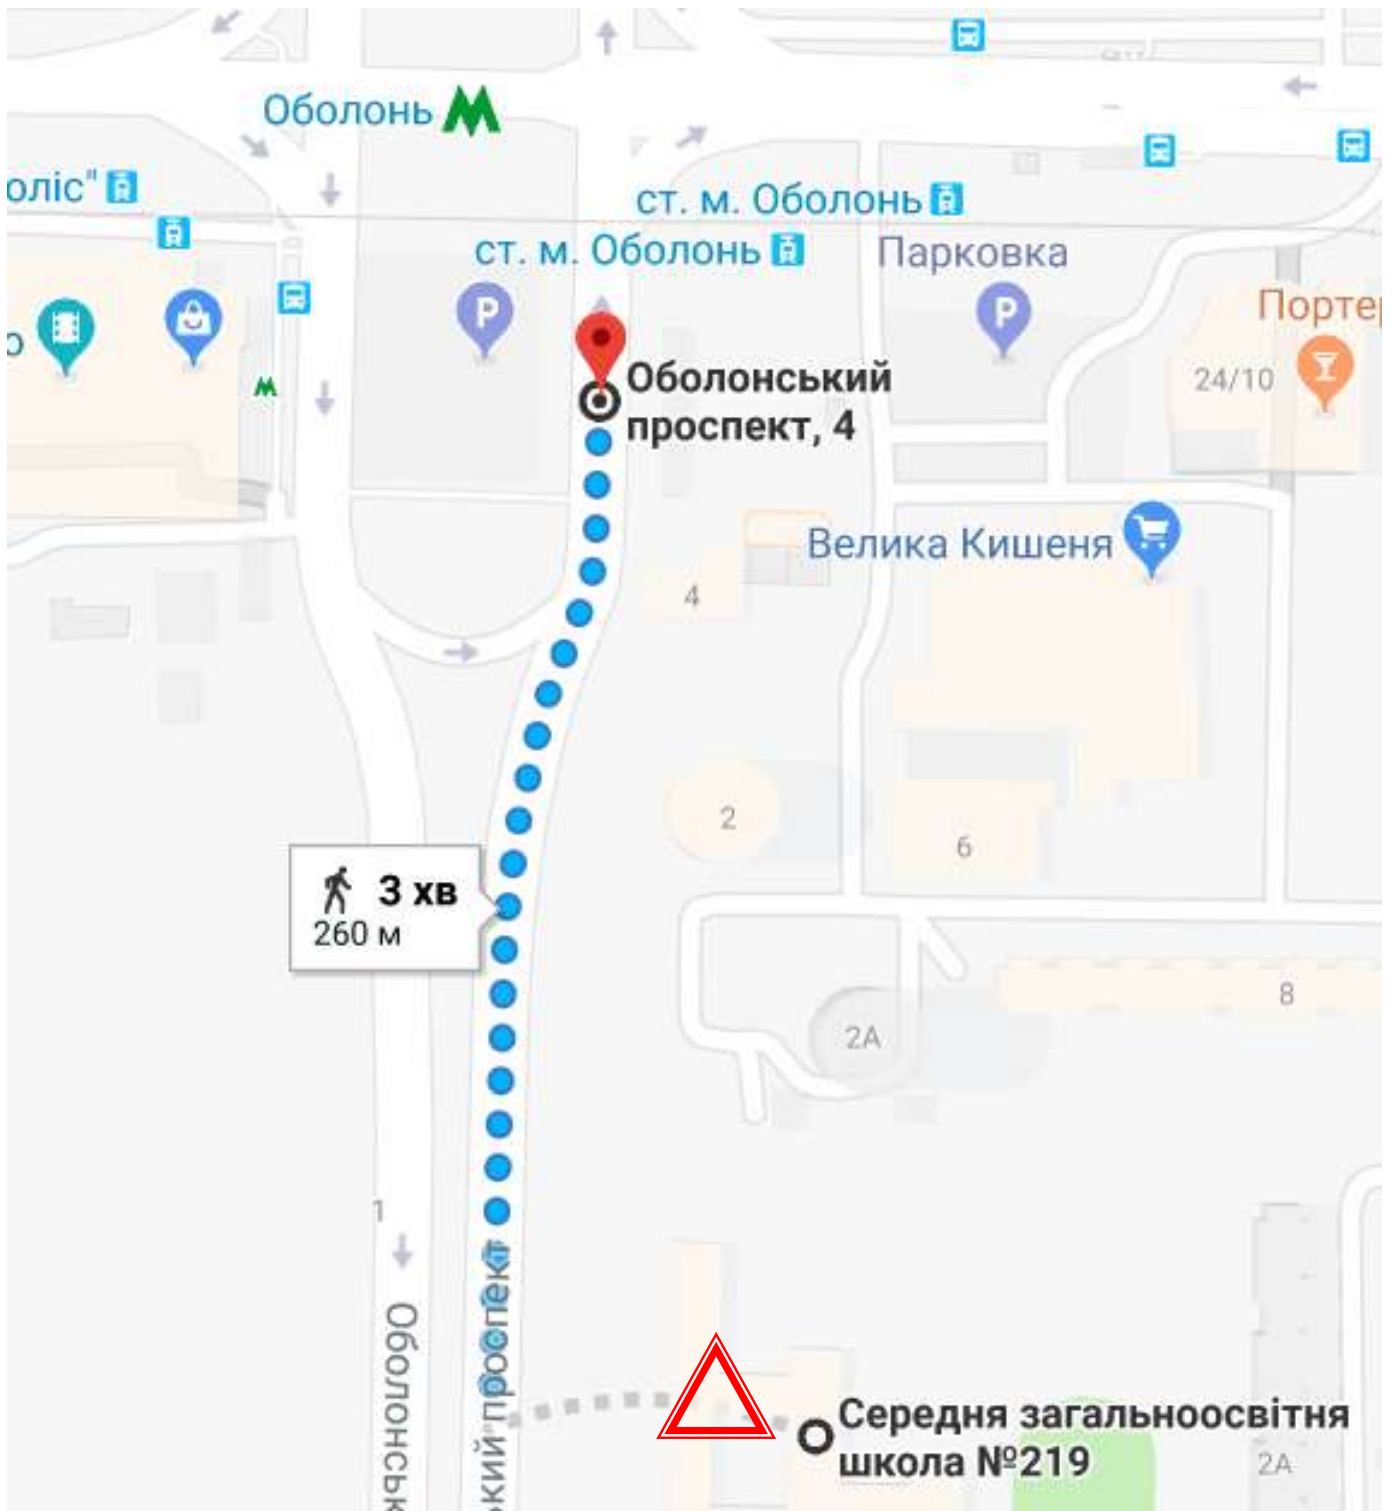 Оболонь
оліс"
ст. м. Оболонь
ст. м. Оболонь
Парковка
P
P
Портер
24/10
Оболонський
проспект, 4
Велика Кишеня
4
2
6
3 хв
260 м
8
2А
1
Оболонськ
ький проспект
Середня загальноосвітня
школа №219
2А